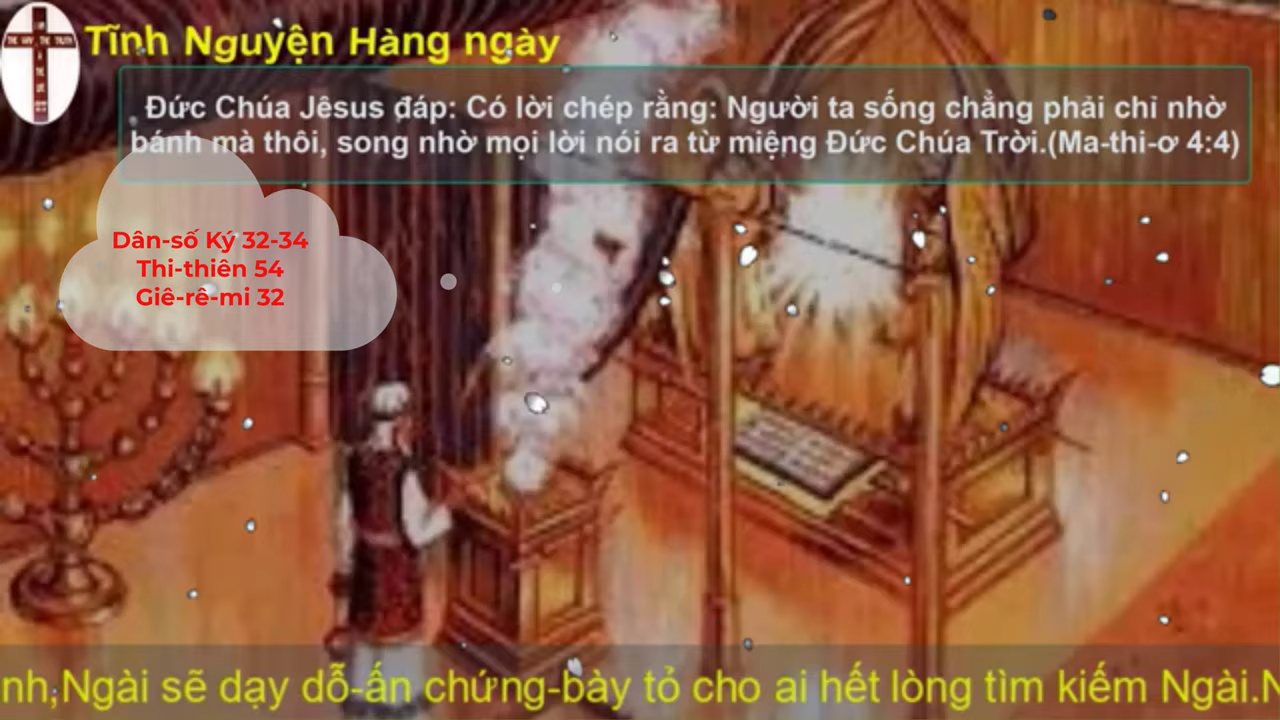 Tĩnh Nguyện Hàng ngày
Đức Chúa Jêsus đáp: Có lời chép rằng: Người ta sống chẳng phải chỉ nhờ
bánh mà thôi, song nhờ mọi lời nói ra từ miệng Đức Chúa Trời.(Ma-thi-ơ 4:4)
Dân-số Ký 32-34
Thi-thiên 54
Giê-rê-mi 32
nh,Ngài sẽ dạy dỗ-ấn chứng-bày tỏ cho ai hết lòng tìm kiếm Ngài.N